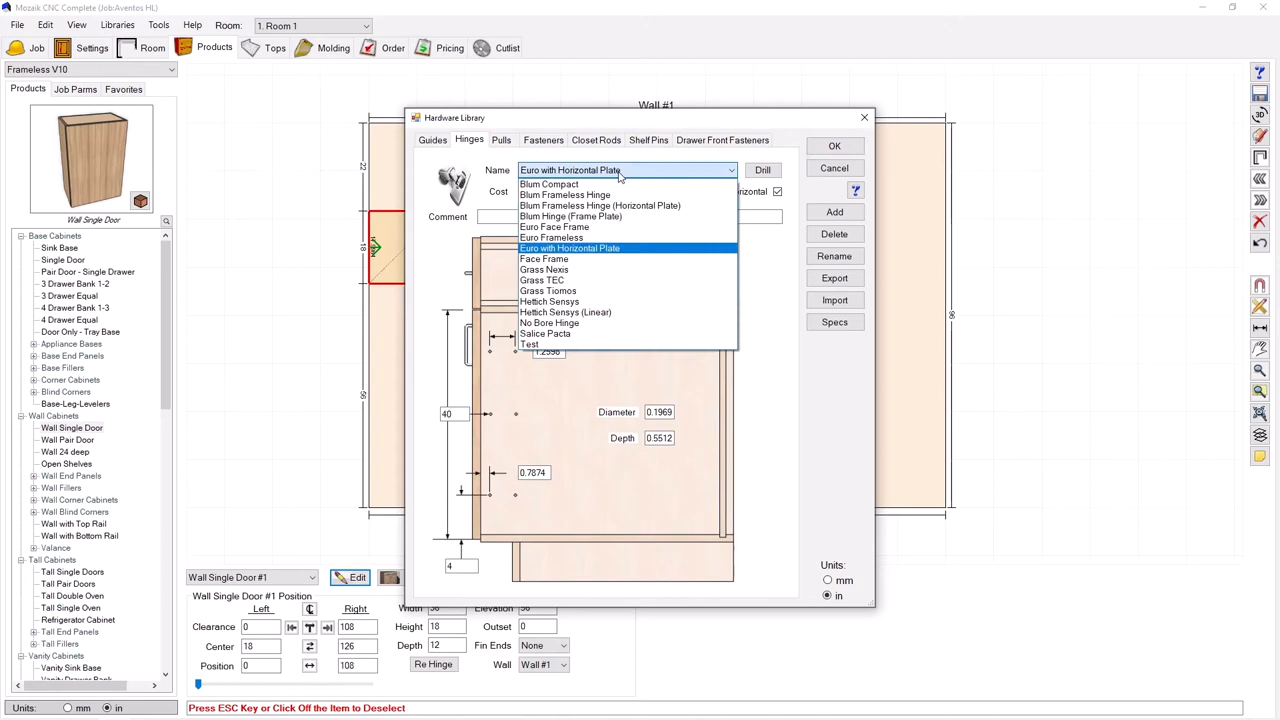 Mozaik CNC Complete (Job:Aventos HL)
File Edit View Libraries Tools Help Room: 1. Room 1
Job Settings Room Products Tops Molding Order Pricing Cutlist
Frameless V10
Products Job Parms Favorites
Wall Single Door
Base Cabinets
Sink Base
Single Door
Pair Door - Single Drawer
3 Drawer Bank 1-2
3 Drawer Equal
4 Drawer Bank 1-3
4 Drawer Equal
Door Only - Tray Base
Appliance Bases
Base End Panels
Base Fillers
Corner Cabinets
Blind Corners
Base-Leg-Levelers
Wall Cabinets
Wall Single Door
Wall Pair Door
Wall 24 deep
Open Shelves
Wall End Panels
Wall Fillers
Wall Corner Cabinets
Wall Blind Corners
Wall with Top Rail
Wall with Bottom Rail
Valance
Tall Cabinets
Tall Single Doors
Tall Pair Doors
Tall Double Oven
Tall Single Oven
Refrigerator Cabinet
Tall End Panels
Tall Fillers
Vanity Cabinets
Vanity Sink Base
Vanity Drawer Bank
Units: mm in
Wall #1
22
18
56
96
Hardware Library
Guides Hinges Pulls Fasteners Closet Rods Shelf Pins Drawer Front Fasteners
Name Euro with Horizontal Plate Drill
Cost
Horizontal
Comment
Blum Compact
Blum Frameless Hinge
Blum Frameless Hinge (Horizontal Plate)
Blum Hinge (Frame Plate)
Euro Face Frame
Euro Frameless
Euro with Horizontal Plate
Face Frame
Grass Nexis
Grass TEC
Grass Tiomos
Hettich Sensys
Hettich Sensys (Linear)
No Bore Hinge
Salice Pacta
Test
1.2598
40
Diameter 0.1969
Depth 0.5512
0.7874
4
OK
Cancel
Add
Delete
Rename
Export
Import
Specs
Units:
mm
in
Wall Single Door #1 Edit
Wall Single Door #1 Position
Left Right Width 36 Elevation
Clearance 0 108 Height 18 Outset 0
Center 18 126 Depth 12 Fin Ends None
Position 0 108 Re Hinge Wall Wall #1
Press ESC Key or Click Off the Item to Deselect